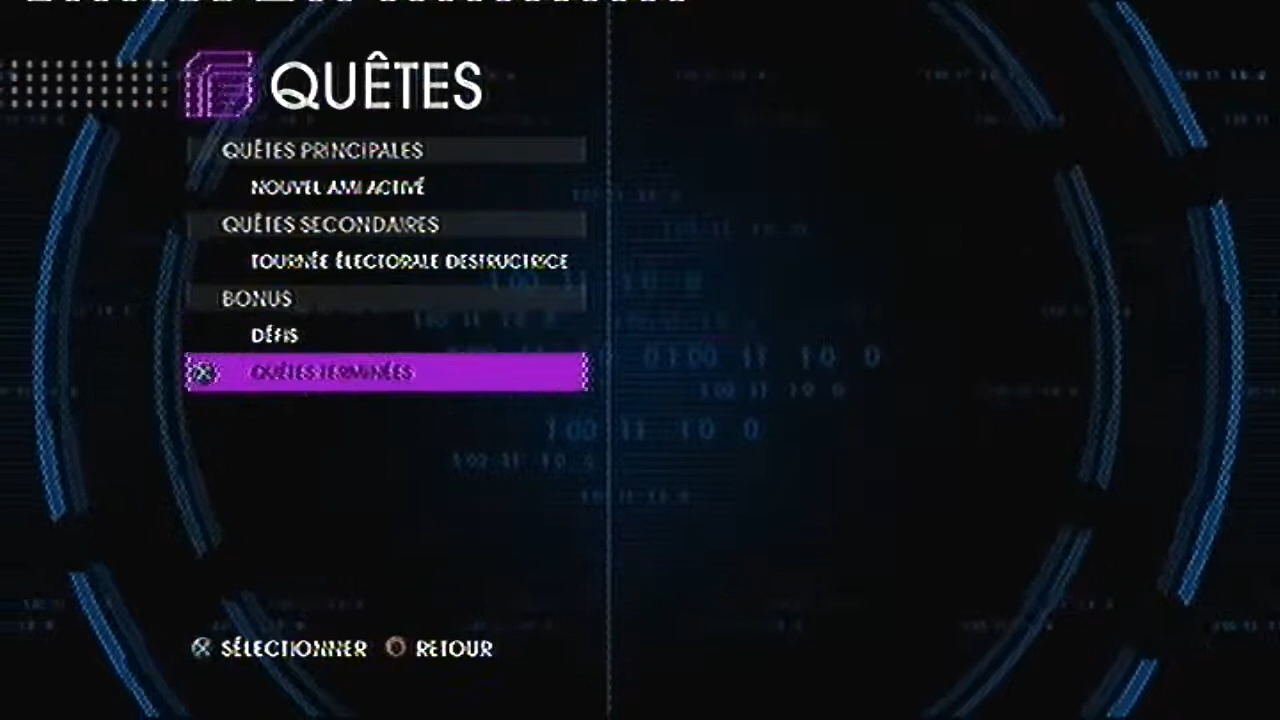 QUÊTES
QUÊTES PRINCIPALES
NOUVEL AMI ACTIVÉ
QUÊTES SECONDAIRES
TOURNÉE ÉLECTORALE DESTRUCTRICE
BONUS
DÉFIS
QUÊTES TERMINÉES
SÉLECTIONNER RETOUR